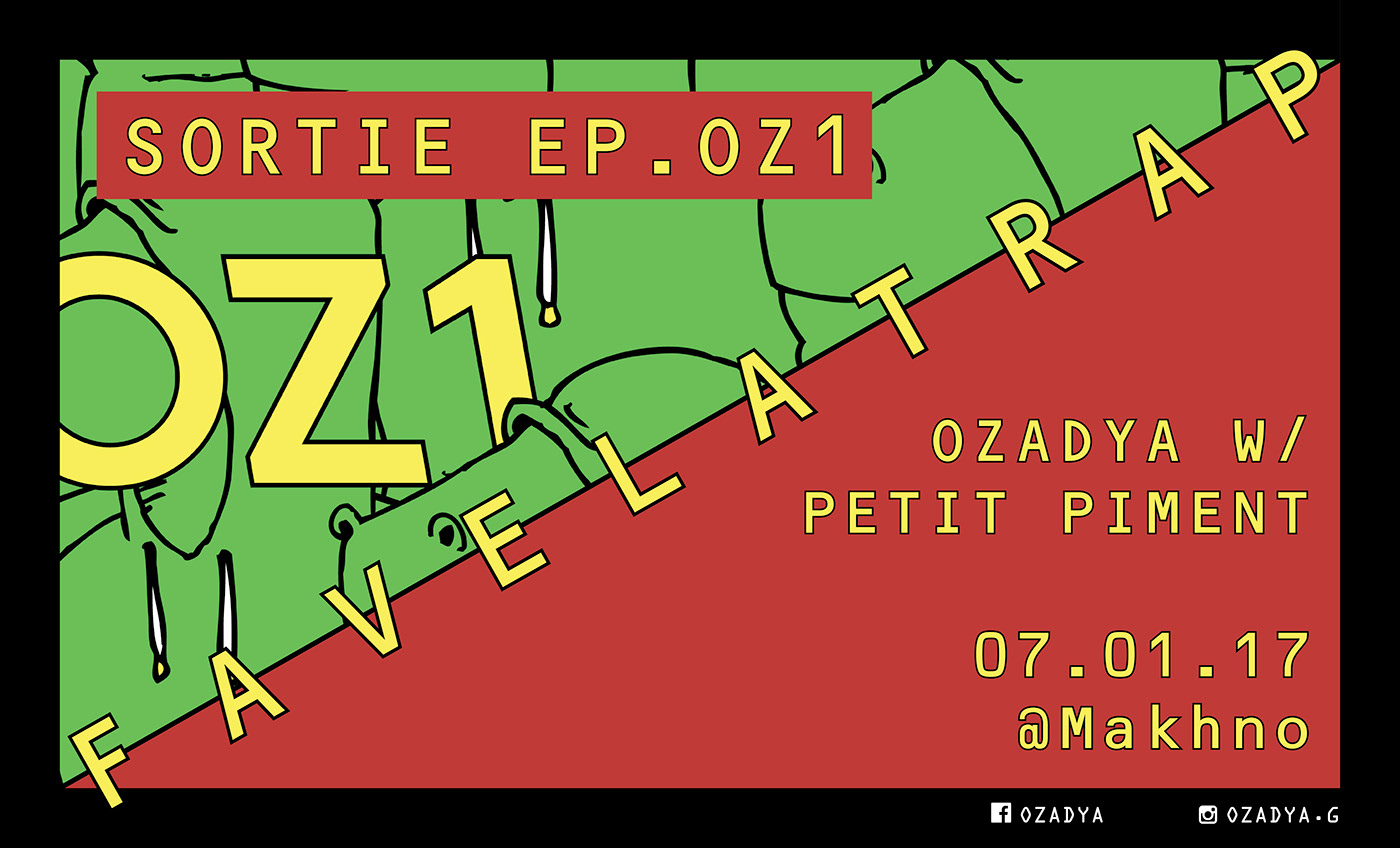 SORTIE EP.OZ1
OZ1
FAVELATRAP
OZADYA W/
PETIT PIMENT
07.01.17
@Makhno
OZADYA
OZADYA.G